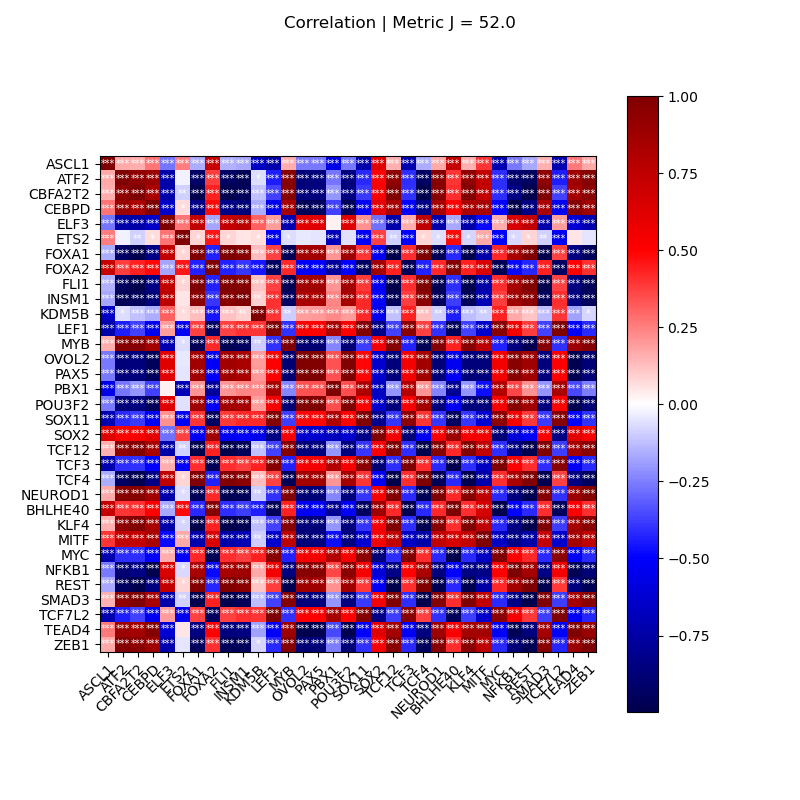 Correlation | Metric J = 52.0
ASCL1
ATF2
CBFA2T2
CEBPD
ELF3
ETS2
FOXA1
FOXA2
FLI1
INSM1
KDM5B
LEF1
MYB
OVOL2
PAX5
PBX1
POU3F2
SOX11
SOX2
TCF12
TCF3
TCF4
NEUROD1
BHLHE40
KLF4
MITF
MYC
NFKB1
REST
SMAD3
TCF7L2
TEAD4
ZEB1
ASCL1
ATF2
CBFA2T2
CEBPD
ELF3
ETS2
FOXA1
FOXA2
FLI1
INSM1
KDM5B
LEF1
MYB
OVOL2
PAX5
PBX1
POU3F2
SOX11
SOX2
TCF12
TCF3
TCF4
NEUROD1
BHLHE40
KLF4
MITF
MYC
NFKB1
REST
SMAD3
TCF7L2
TEAD4
ZEB1
1.00
0.75
0.50
0.25
0.00
−0.25
−0.50
−0.75